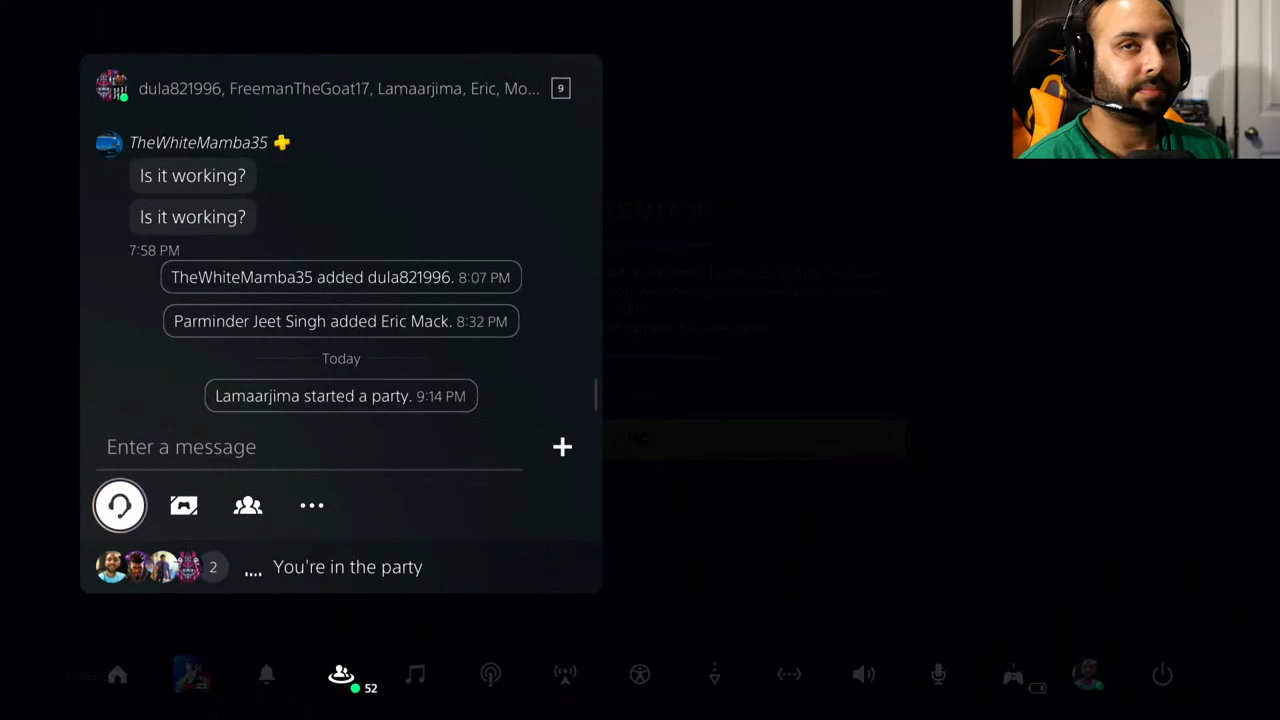 dula821996, FreemanTheGoat17, Lamaarjima, Eric, Mo... 9
TheWhiteMamba35
Is it working?
Is it working?
7:58 PM
TheWhiteMamba35 added dula821996. 8:07 PM
Parminder Jeet Singh added Eric Mack. 8:32 PM
Today
Lamaarjima started a party. 9:14 PM
Enter a message
2 You're in the party
NO
52